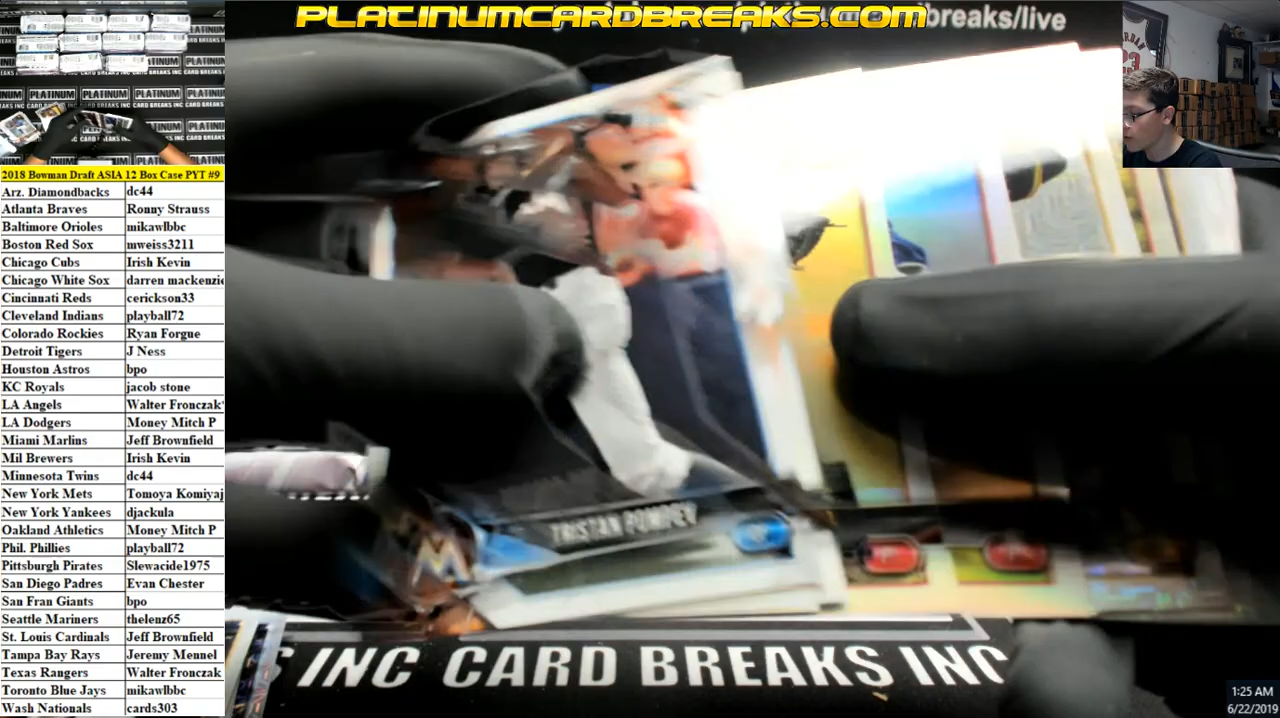 PLATINUMCARDBREAKS.COM
breaks/live
PLATINUM
CARD BREAKS INC
2018 Bowman Draft ASIA 12 Box Case PYT #9
Arz. Diamondbacks dc44
Atlanta Braves Ronny Strauss
Baltimore Orioles mikawlbbc
Boston Red Sox mweiss3211
Chicago Cubs Irish Kevin
Chicago White Sox darren mackenzie
Cincinnati Reds cerickson33
Cleveland Indians playball72
Colorado Rockies Ryan Forgue
Detroit Tigers J Ness
Houston Astros bpo
KC Royals jacob stone
LA Angels Walter Fronczak
LA Dodgers Money Mitch P
Miami Marlins Jeff Brownfield
Mil Brewers Irish Kevin
Minnesota Twins dc44
New York Mets Tomoya Komiyaj
New York Yankees djackula
Oakland Athletics Money Mitch P
Phil. Phillies playball72
Pittsburgh Pirates Slewacide1975
San Diego Padres Evan Chester
San Fran Giants bpo
Seattle Mariners thelenz65
St. Louis Cardinals Jeff Brownfield
Tampa Bay Rays Jeremy Mennel
Texas Rangers Walter Fronczak
Toronto Blue Jays mikawlbbc
Wash Nationals cards303
TRISTAN POMPEY
M
S INC CARD BREAKS INC
1:25 AM
6/22/2019